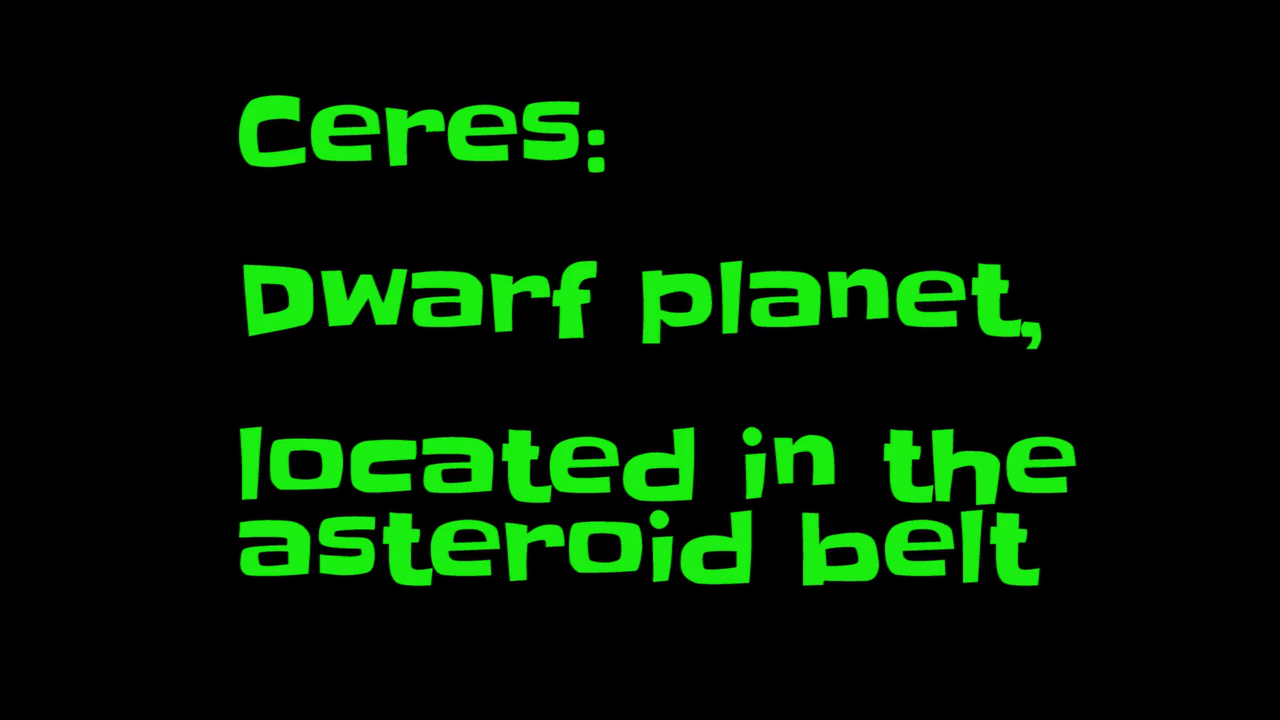 Ceres:
Dwarf planet,
located in the
asteroid belt